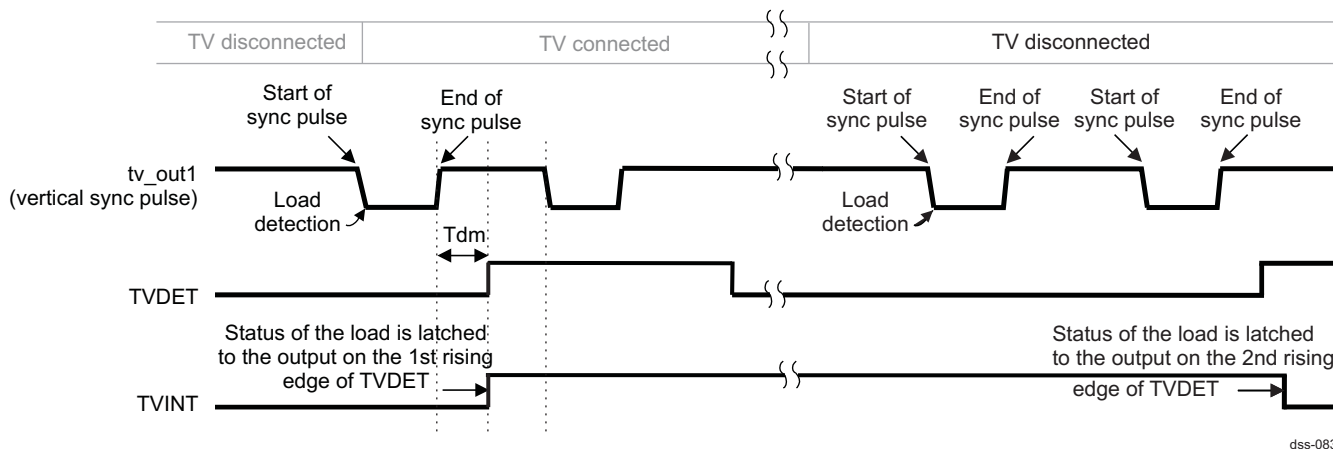 TV disconnected
TV connected
TV disconnected
Start of
sync pulse
End of
sync pulse
Start of
sync pulse
End of
sync pulse
Start of
sync pulse
End of
sync pulse
tv_out1
(vertical sync pulse)
Load
detection
Load
detection
Tdm
TVDET
Status of the load is latched
to the output on the 1st rising
edge of TVDET
Status of the load is latched
to the output on the 2nd rising
edge of TVDET
TVINT
dss-083